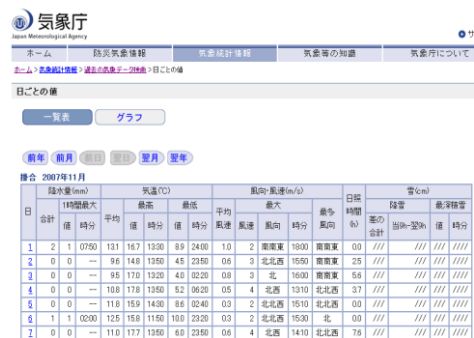 気象庁
Japan Meteorological Agency
ホーム 防災気象情報 気象統計情報 気象等の知識 気象庁について
ホーム > 気象統計情報 > 過去の気象データ検索 > 日ごとの値
日ごとの値
一覧表 グラフ
前年 前月 前日 翌日 翌月 翌年
掛合 2007年11月
日 降水量(mm) 気温(℃) 風向・風速(m/s) 日照時間(h) 雪(cm)
合計 1時間最大 平均 最高 最低 平均風速 最大 最多風向 降雪 最深積雪
値 時分 値 時分 値 時分 風速 風向 時分 差の合計 当9h-翌9h 値 時分
1 2 1 07:50 13.1 16.7 13:30 8.9 24:00 1.0 2 南南東 18:00 南南東 0.0 /// /// /// ///
2 0 0 -- 9.6 14.8 13:50 4.5 23:50 0.6 3 北北西 15:50 南南東 2.5 /// /// /// ///
3 0 0 -- 9.5 17.0 13:20 4.0 02:20 0.8 3 北 16:00 南南東 5.6 /// /// /// ///
4 0 0 -- 10.8 17.8 13:50 5.2 06:20 0.5 4 北西 13:10 北北西 3.7 /// /// /// ///
5 0 0 -- 11.8 15.9 14:30 8.6 02:40 0.3 2 北北西 15:10 北北西 0.0 /// /// /// ///
6 1 1 02:00 12.5 15.8 11:50 10.0 23:20 0.3 2 北北西 15:30 北 0.0 /// /// /// ///
7 0 0 -- 11.0 17.7 13:50 6.0 23:50 0.6 4 北西 14:10 北北西 7.6 /// /// /// ///